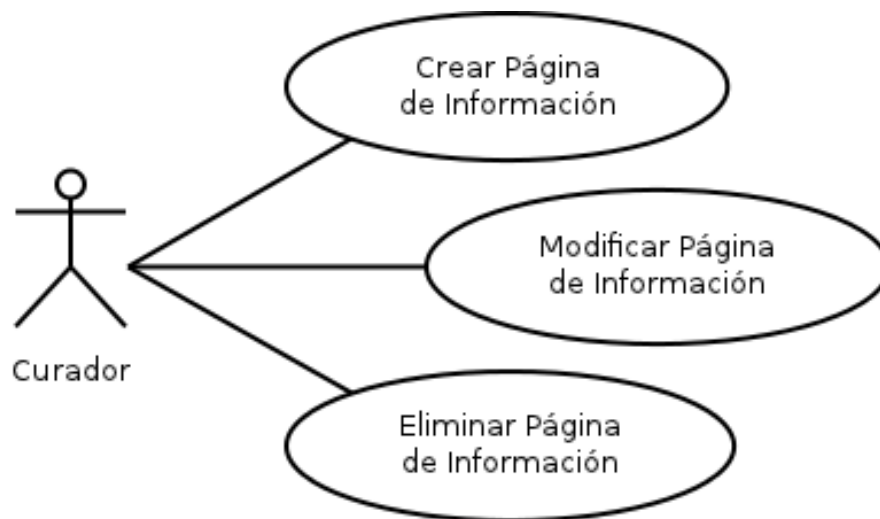 Crear Página
de Información
Modificar Página
de Información
Curador
Eliminar Página
de Información